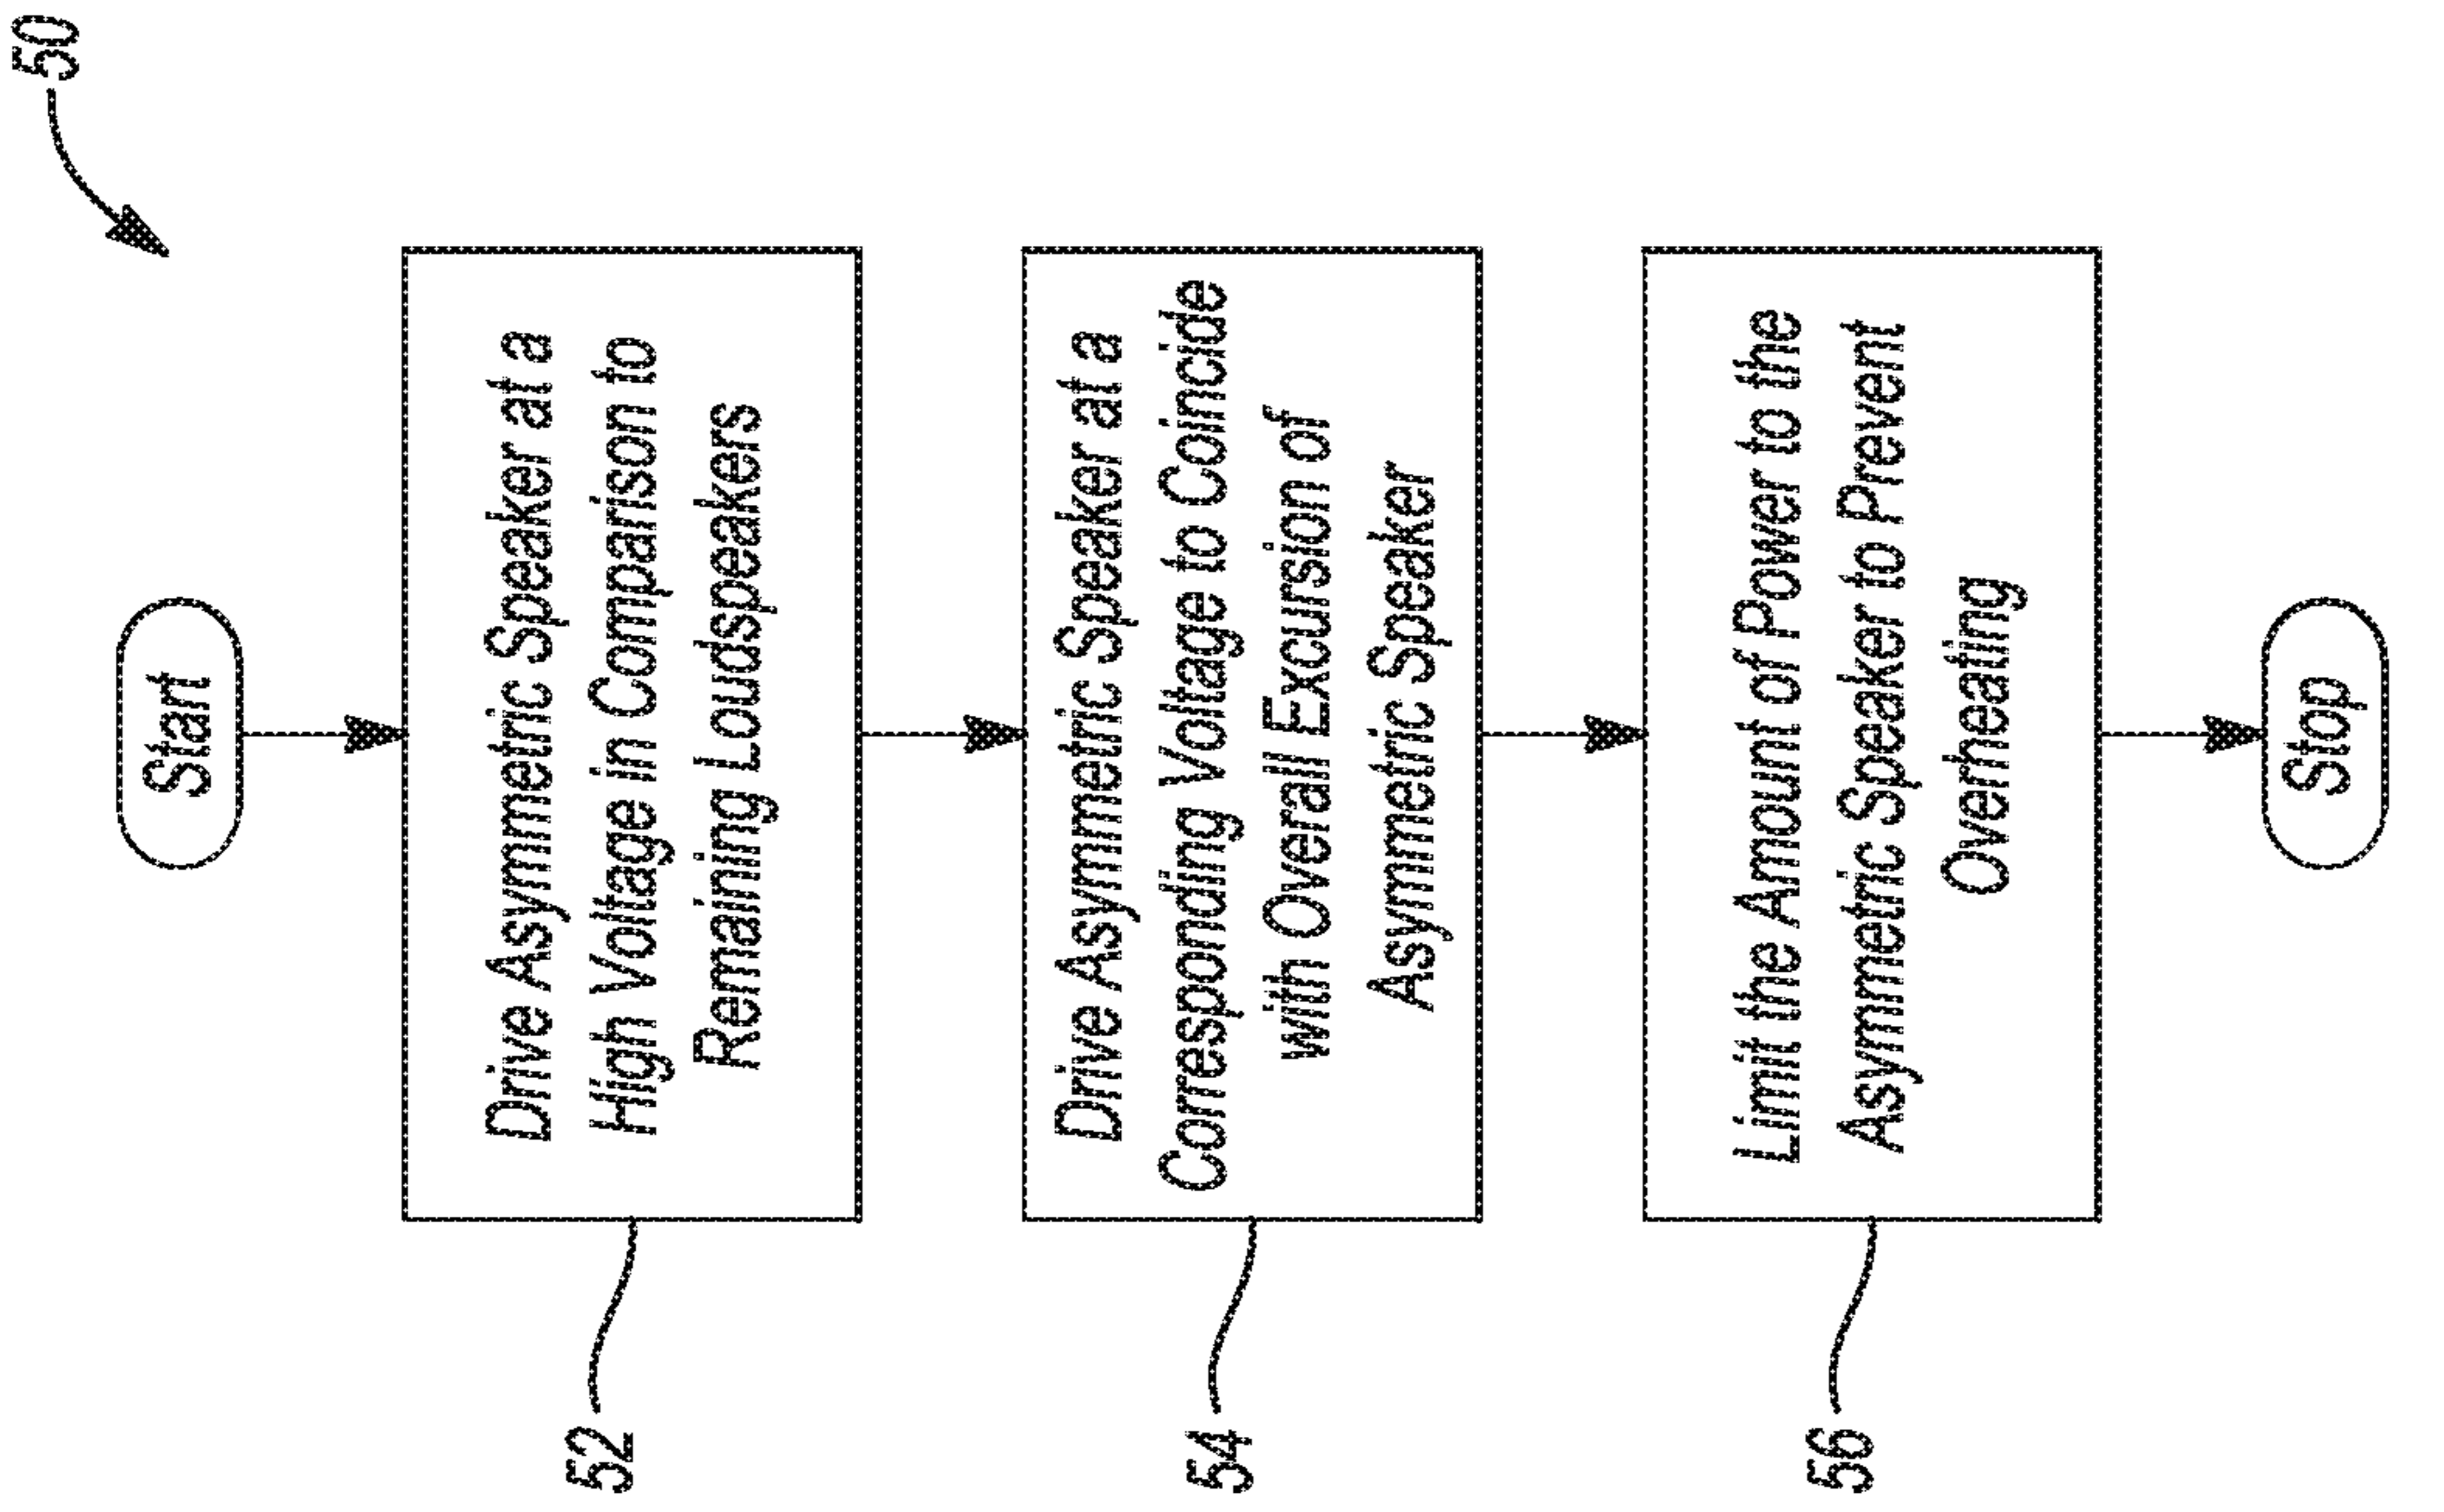 50
Start
Drive Asymmetric Speaker at a
High Voltage in Comparison to
Remaining Loudspeakers
52
Drive Asymmetric Speaker at a
Corresponding Voltage to Coincide
with Overall Excursion of
Asymmetric Speaker
54
Limit the Amount of Power to the
Asymmetric Speaker to Prevent
Overheating
56
Stop